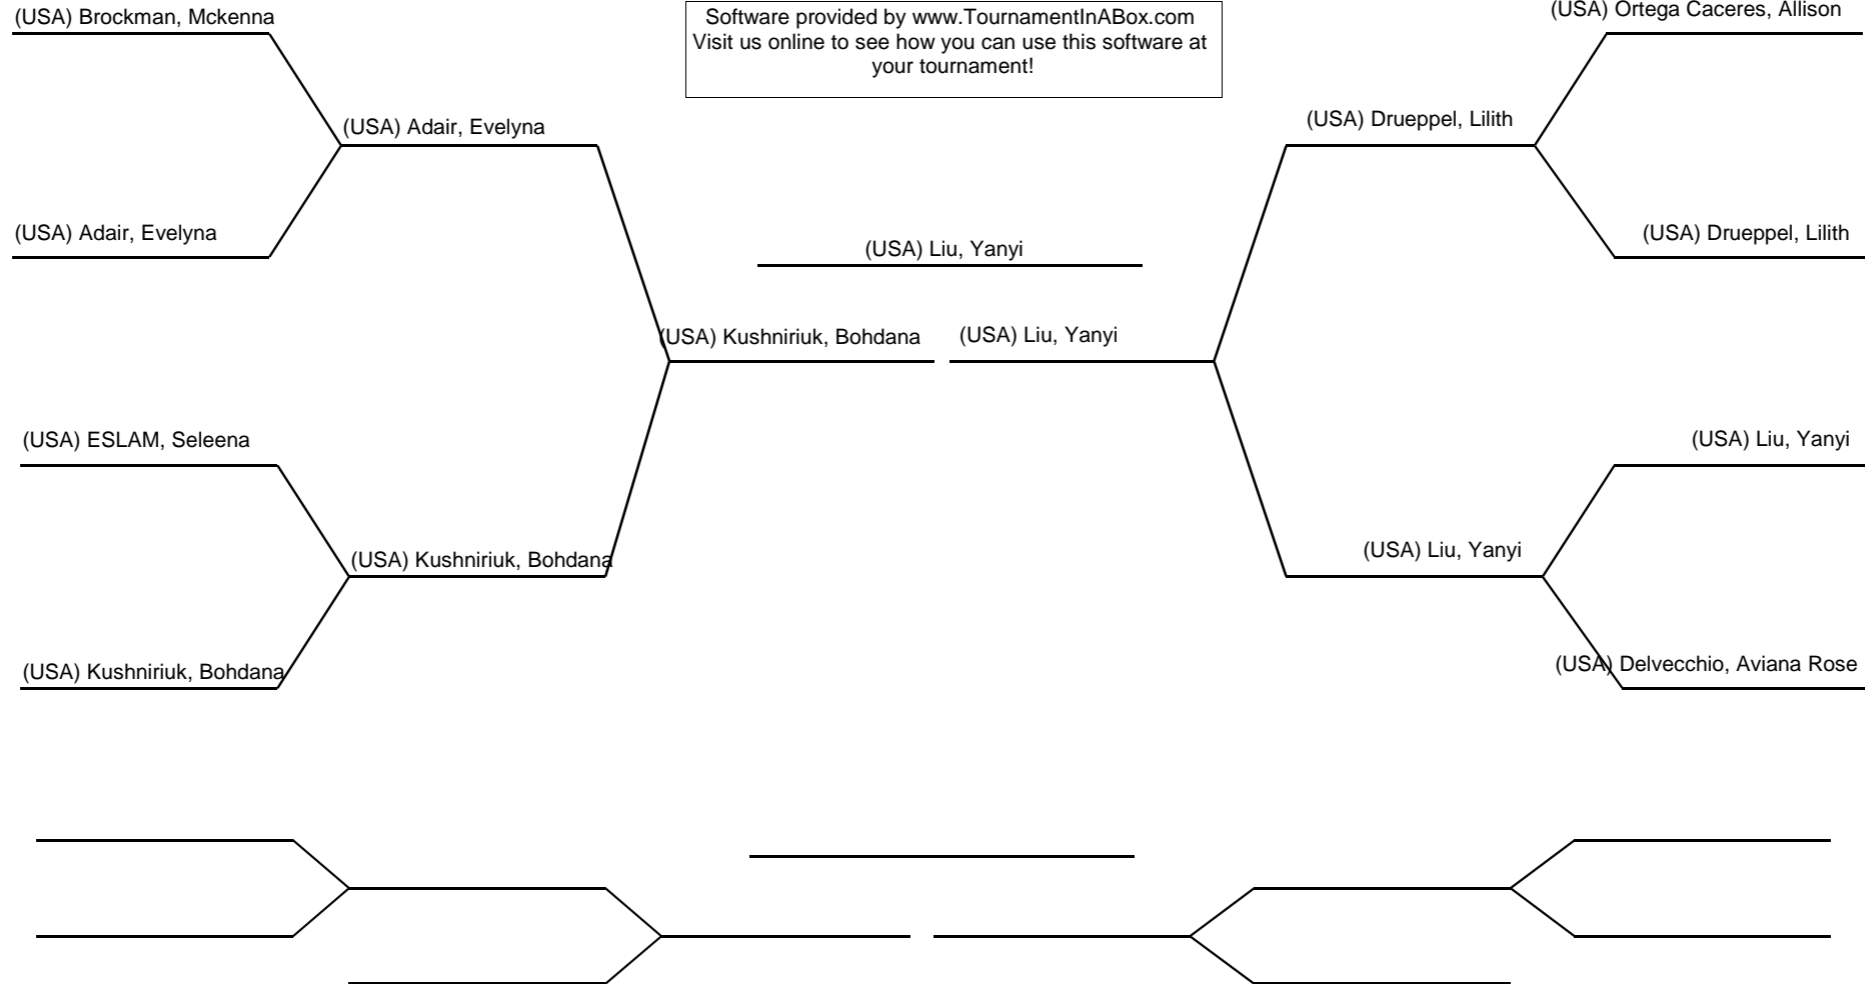 (USA) Brockman, Mckenna
Software provided by www.TournamentInABox.com
Visit us online to see how you can use this software at
your tournament!
(USA) Ortega Caceres, Allison
(USA) Adair, Evelyna
(USA) Drueppel, Lilith
(USA) Adair, Evelyna
(USA) Liu, Yanyi
(USA) Drueppel, Lilith
(USA) Kushniriuk, Bohdana
(USA) Liu, Yanyi
(USA) ESLAM, Seleena
(USA) Liu, Yanyi
(USA) Kushniriuk, Bohdana
(USA) Liu, Yanyi
(USA) Kushniriuk, Bohdana
(USA) Delvecchio, Aviana Rose